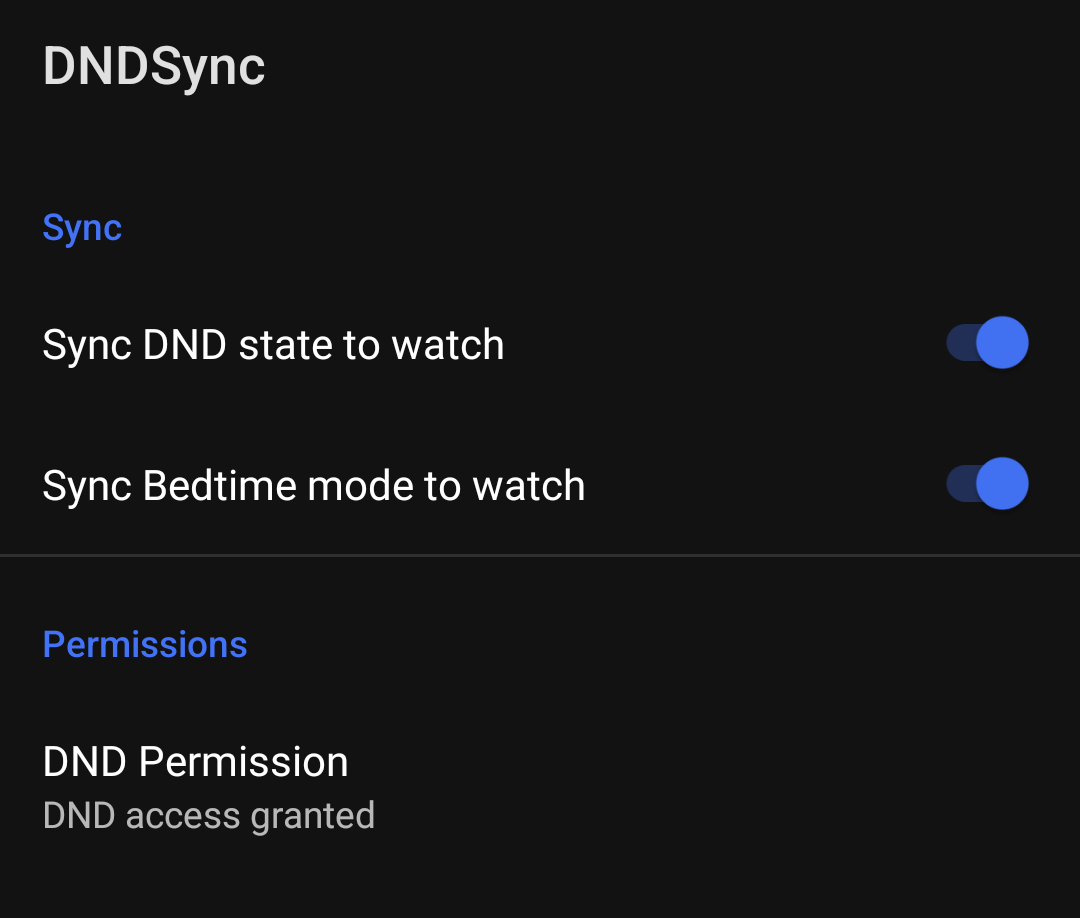 DNDSync
Sync
Sync DND state to watch
Sync Bedtime mode to watch
Permissions
DND Permission
DND access granted